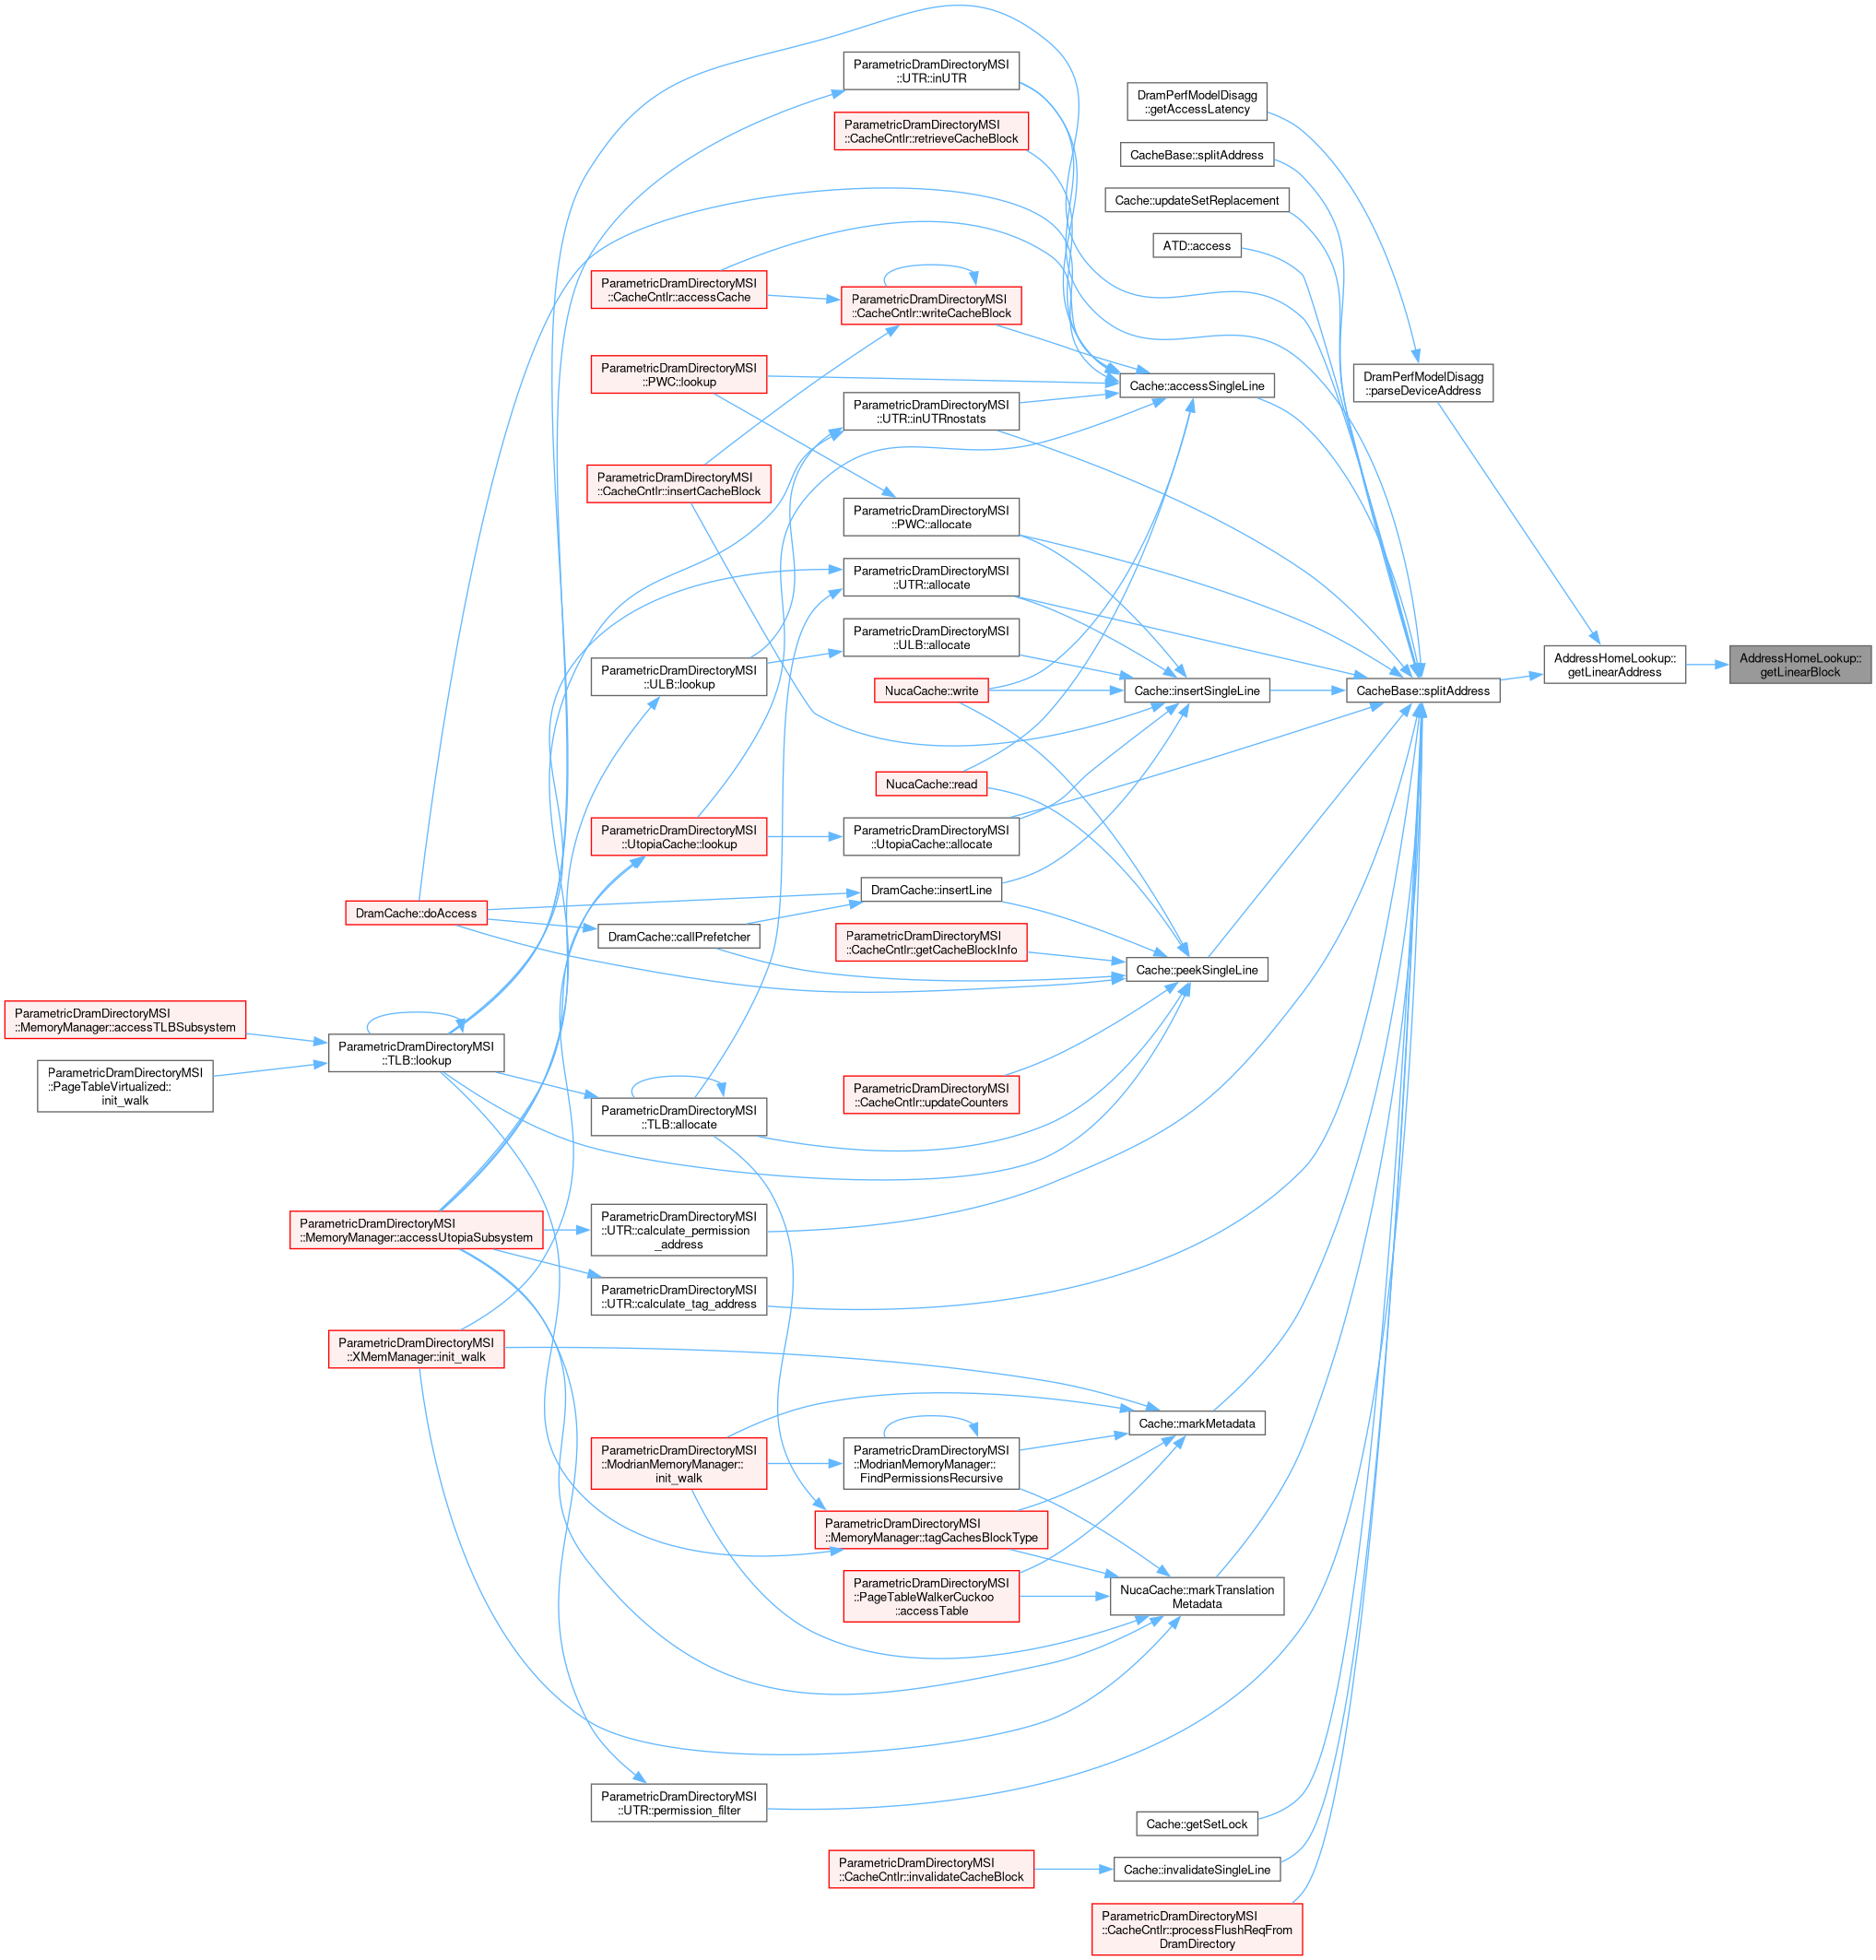 ParametricDramDirectoryMSI
::UTR::inUTR
DramPerfModelDisagg
::getAccessLatency
ParametricDramDirectoryMSI
::CacheCntlr::retrieveCacheBlock
CacheBase::splitAddress
Cache::updateSetReplacement
ATD::access
ParametricDramDirectoryMSI
::CacheCntlr::accessCache
ParametricDramDirectoryMSI
::CacheCntlr::writeCacheBlock
ParametricDramDirectoryMSI
::PWC::lookup
Cache::accessSingleLine
DramPerfModelDisagg
::parseDeviceAddress
ParametricDramDirectoryMSI
::UTR::inUTRnostats
ParametricDramDirectoryMSI
::CacheCntlr::insertCacheBlock
ParametricDramDirectoryMSI
::PWC::allocate
ParametricDramDirectoryMSI
::UTR::allocate
ParametricDramDirectoryMSI
::ULB::allocate
ParametricDramDirectoryMSI
::ULB::lookup
NucaCache::write
Cache::insertSingleLine
CacheBase::splitAddress
AddressHomeLookup::
getLinearAddress
AddressHomeLookup::
getLinearBlock
NucaCache::read
ParametricDramDirectoryMSI
::UtopiaCache::lookup
ParametricDramDirectoryMSI
::UtopiaCache::allocate
DramCache::insertLine
DramCache::doAccess
DramCache::callPrefetcher
ParametricDramDirectoryMSI
::CacheCntlr::getCacheBlockInfo
Cache::peekSingleLine
ParametricDramDirectoryMSI
::MemoryManager::accessTLBSubsystem
ParametricDramDirectoryMSI
::TLB::lookup
ParametricDramDirectoryMSI
::PageTableVirtualized::
init_walk
ParametricDramDirectoryMSI
::CacheCntlr::updateCounters
ParametricDramDirectoryMSI
::TLB::allocate
ParametricDramDirectoryMSI
::MemoryManager::accessUtopiaSubsystem
ParametricDramDirectoryMSI
::UTR::calculate_permission
_address
ParametricDramDirectoryMSI
::UTR::calculate_tag_address
ParametricDramDirectoryMSI
::XMemManager::init_walk
Cache::markMetadata
ParametricDramDirectoryMSI
::ModrianMemoryManager::
init_walk
ParametricDramDirectoryMSI
::ModrianMemoryManager::
FindPermissionsRecursive
ParametricDramDirectoryMSI
::MemoryManager::tagCachesBlockType
ParametricDramDirectoryMSI
::PageTableWalkerCuckoo
::accessTable
NucaCache::markTranslation
Metadata
ParametricDramDirectoryMSI
::UTR::permission_filter
Cache::getSetLock
ParametricDramDirectoryMSI
::CacheCntlr::invalidateCacheBlock
Cache::invalidateSingleLine
ParametricDramDirectoryMSI
::CacheCntlr::processFlushReqFrom
DramDirectory